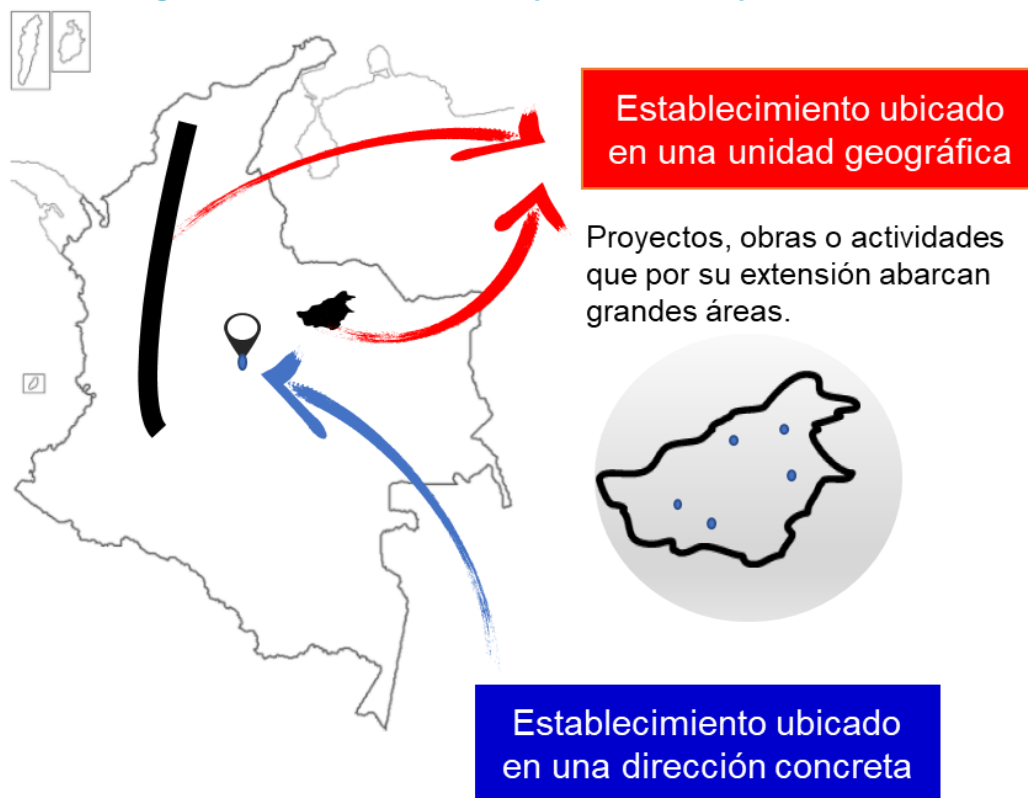 Establecimiento ubicado
en una unidad geográfica
Proyectos, obras o actividades
que por su extensión abarcan
grandes áreas.
Establecimiento ubicado
en una dirección concreta